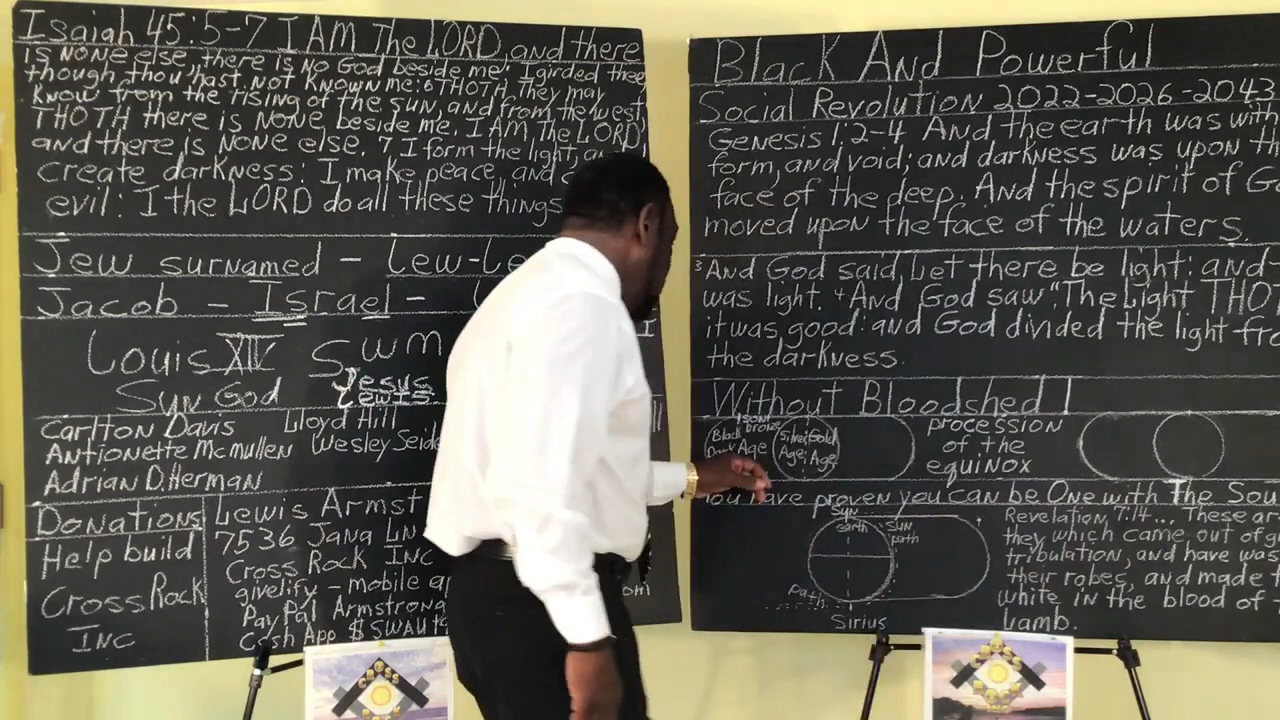 Isaiah 45:5-7 I AM The LORD, and there
is NONE else, there is NO God beside me" I girded thee
though thou hast not known me: 6 THOTH They may
know from the rising of the sun, and from the west,
THOTH there is NONE beside me. I AM The LORD
and there is NONE else. 7 I form the light, and
create darkness: I make peace, and
evil: I the LORD do all these things
Jew surnamed - Lew-Le
Jacob - Israel -
Louis XIV
Sun God
SWM
Jesus
Lewis
Carlton Davis Lloyd Hill
Antionette McMullen Wesley Seide
Adrian D. Herman
Donations
Help build
Cross Rock
INC
Lewis Armst
7536 Jana Lin
Cross Rock INC
givelify - mobile ap
PayPal Armstrong
om
Cash App $SWAUT
Black And Powerful
Social Revolution 2022-2026-2043
Genesis 1:2-4 And the earth was with
form, and void; and darkness was upon th
face of the deep. And the spirit of G
moved upon the face of the waters.
3 And God said, Let there be light: and
was light. 4 And God saw "The Light THO
it was good: and God divided the light fr
the darkness.
Without Bloodshed!
Black
Age
bronze
Silver
Age
Gold
Age
procession
of the
equinox
You have proven you can be One with The Sou
Sun
earth
Sun
path
path
Sirius
Revelation 7:14... These ar
they which came out of g
tribulation, and have was
their robes, and made t
white in the blood of
Lamb.